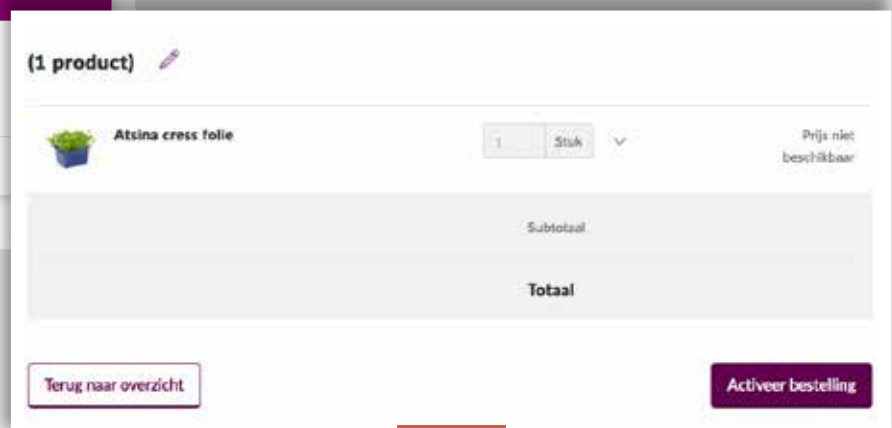 (1 product)
Atsina cress folie
1 Stuk
Prijs niet
beschikbaar
Subtotaal
Totaal
Terug naar overzicht
Activeer bestelling